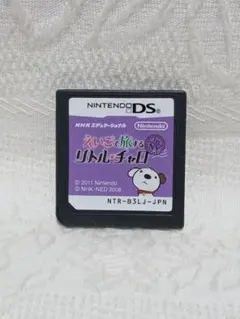 NINTENDO DS
NHKエデュケーショナル Nintendo
えいごで旅する
リトル・チャロ
© 2011 Nintendo
© NHK・NED 2008
NTR-B3LJ-JPN